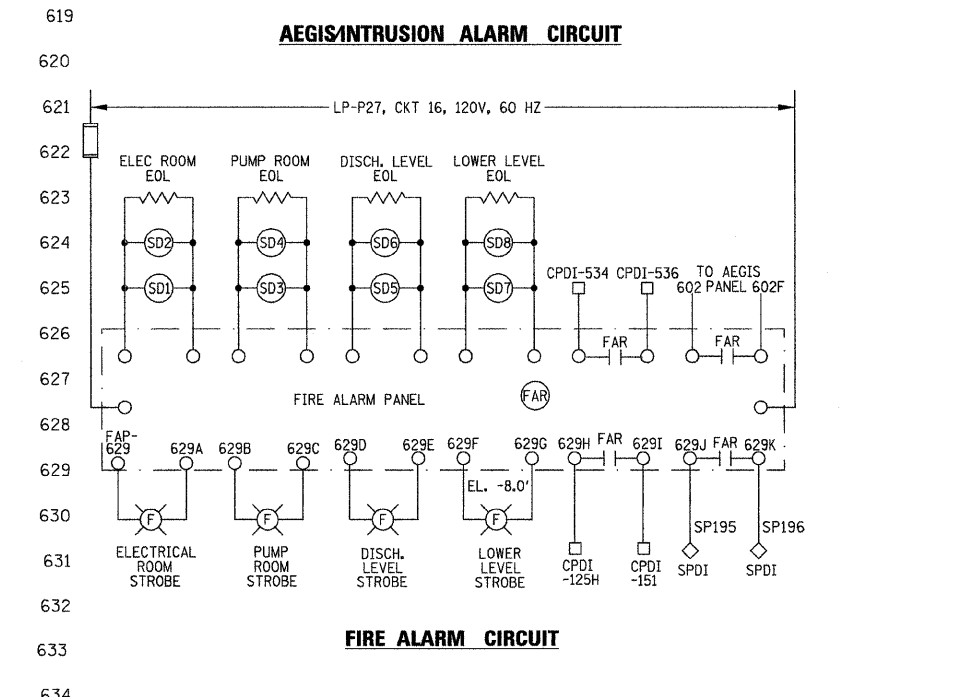 619
AEGIS/INTRUSION ALARM CIRCUIT
620
621
LP-P27, CKT 16, 120V, 60 HZ
622
ELEC ROOM
EOL
PUMP ROOM
EOL
DISCH. LEVEL
EOL
LOWER LEVEL
EOL
623
624
SD2
SD4
SD6
SD8
625
SD1
SD3
SD5
SD7
CPDI-534
CPDI-536
TO AEGIS
602 PANEL 602F
626
FAR
FAR
627
FIRE ALARM PANEL
FAR
628
FAP-
629
629A
629B
629C
629D
629E
629F
629G
629H
FAR
629I
629J
FAR
629K
629
EL. -8.0'
630
F
F
F
F
SP195
SP196
631
ELECTRICAL
ROOM
STROBE
PUMP
ROOM
STROBE
DISCH.
LEVEL
STROBE
LOWER
LEVEL
STROBE
CPDI
-125H
CPDI
-151
SPDI
SPDI
632
FIRE ALARM CIRCUIT
633
634